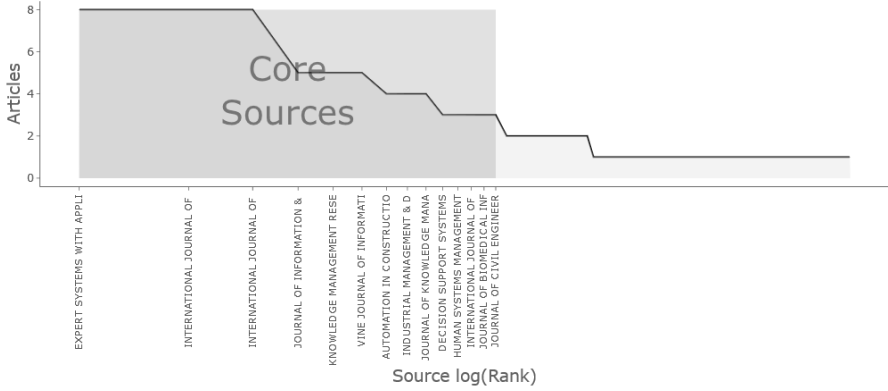 Articles
8
6
4
2
0
Core
Sources
EXPERT SYSTEMS WITH APPLI
INTERNATIONAL JOURNAL OF
INTERNATIONAL JOURNAL OF
JOURNAL OF INFORMATION &
KNOWLEDGE MANAGEMENT RESE
VINE JOURNAL OF INFORMATI
AUTOMATION IN CONSTRUCTIO
INDUSTRIAL MANAGEMENT & D
JOURNAL OF KNOWLEDGE MANA
DECISION SUPPORT SYSTEMS
HUMAN SYSTEMS MANAGEMENT
INTERNATIONAL JOURNAL OF
JOURNAL OF BIOMEDICAL INF
JOURNAL OF CIVIL ENGINEER
Source log(Rank)